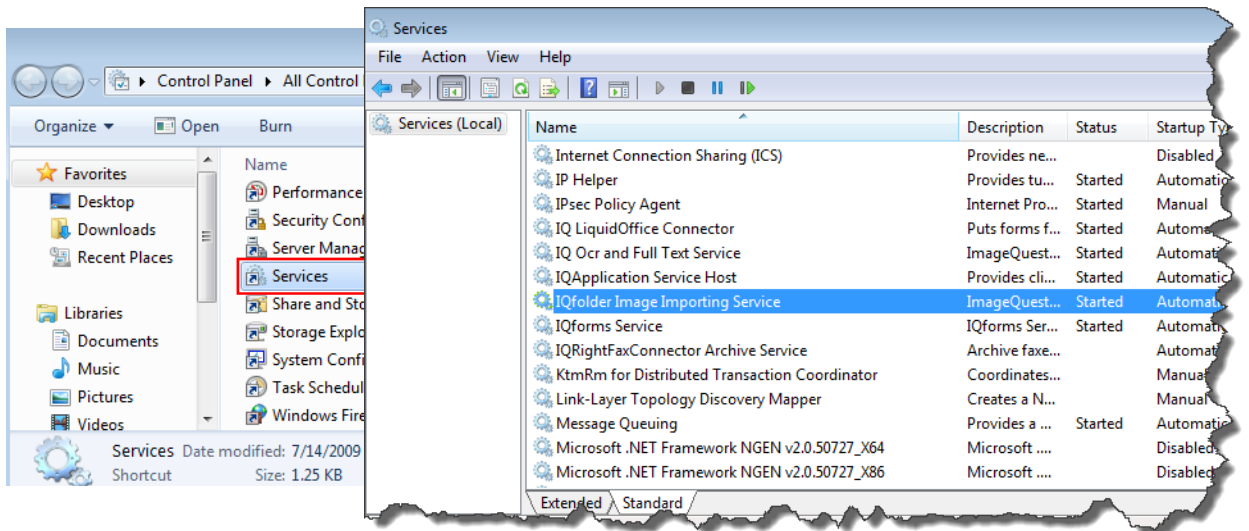 Control Panel All Control
Organize Open Burn
Favorites
Desktop
Downloads
Recent Places
Libraries
Documents
Music
Pictures
Videos
Name
Performance
Security Conf
Server Manag
Services
Share and Sto
Storage Explo
System Confi
Task Schedul
Windows Fire
Services Date modified: 7/14/2009
Shortcut Size: 1.25 KB
Services
File Action View Help
Services (Local)
Name Description Status Startup Ty
Internet Connection Sharing (ICS) Provides ne... Disabled
IP Helper Provides tu... Started Automatic
IPsec Policy Agent Internet Pro... Started Manual
IQ LiquidOffice Connector Puts forms f... Started Automa
IQ Ocr and Full Text Service ImageQuest... Started Automat
IQApplication Service Host Provides cli... Started Automatic
IQfolder Image Importing Service ImageQuest... Started Automati
IQforms Service IQforms Ser... Started Automati
IQRightFaxConnector Archive Service Archive faxe... Automat
KtmRm for Distributed Transaction Coordinator Coordinates... Manua
Link-Layer Topology Discovery Mapper Creates a N... Manual
Message Queuing Provides a ... Started Automatic
Microsoft .NET Framework NGEN v2.0.50727_X64 Microsoft .... Disabled
Microsoft .NET Framework NGEN v2.0.50727_X86 Microsoft .... Disabled
Extended Standard